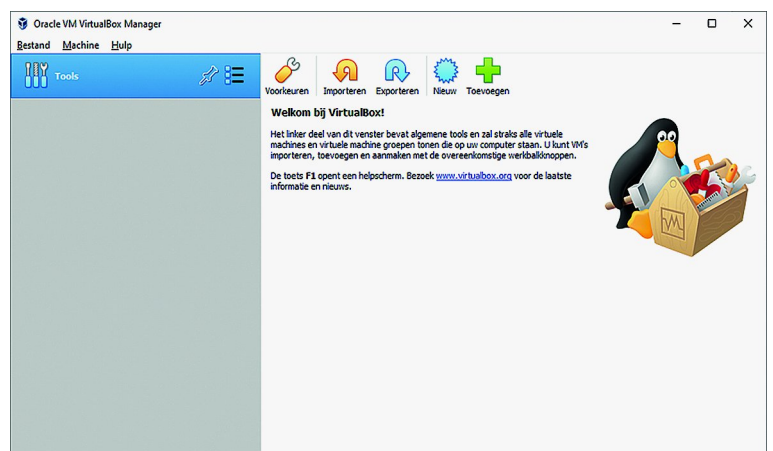 Oracle VM VirtualBox Manager
Bestand Machine Hulp
Tools
Voorkeuren Importeren Exporteren Nieuw Toevoegen
Welkom bij VirtualBox!
Het linker deel van dit venster bevat algemene tools en zal straks alle virtuele
machines en virtuele machine groepen tonen die op uw computer staan. U kunt VM's
importeren, toevoegen en aanmaken met de overeenkomstige werkbalkknoppen.
De toets F1 opent een helpscherm. Bezoek www.virtualbox.org voor de laatste
informatie en nieuws.